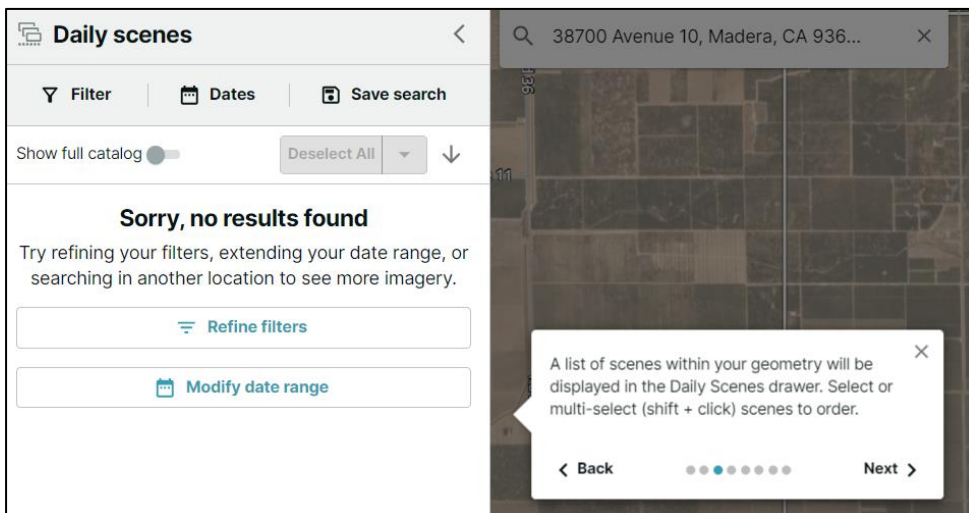 Daily scenes
Filter
Dates
Save search
Show full catalog
Deselect All
Sorry, no results found
Try refining your filters, extending your date range, or
searching in another location to see more imagery.
Refine filters
Modify date range
38700 Avenue 10, Madera, CA 936...
36
11
A list of scenes within your geometry will be
displayed in the Daily Scenes drawer. Select or
multi-select (shift + click) scenes to order.
Back
Next